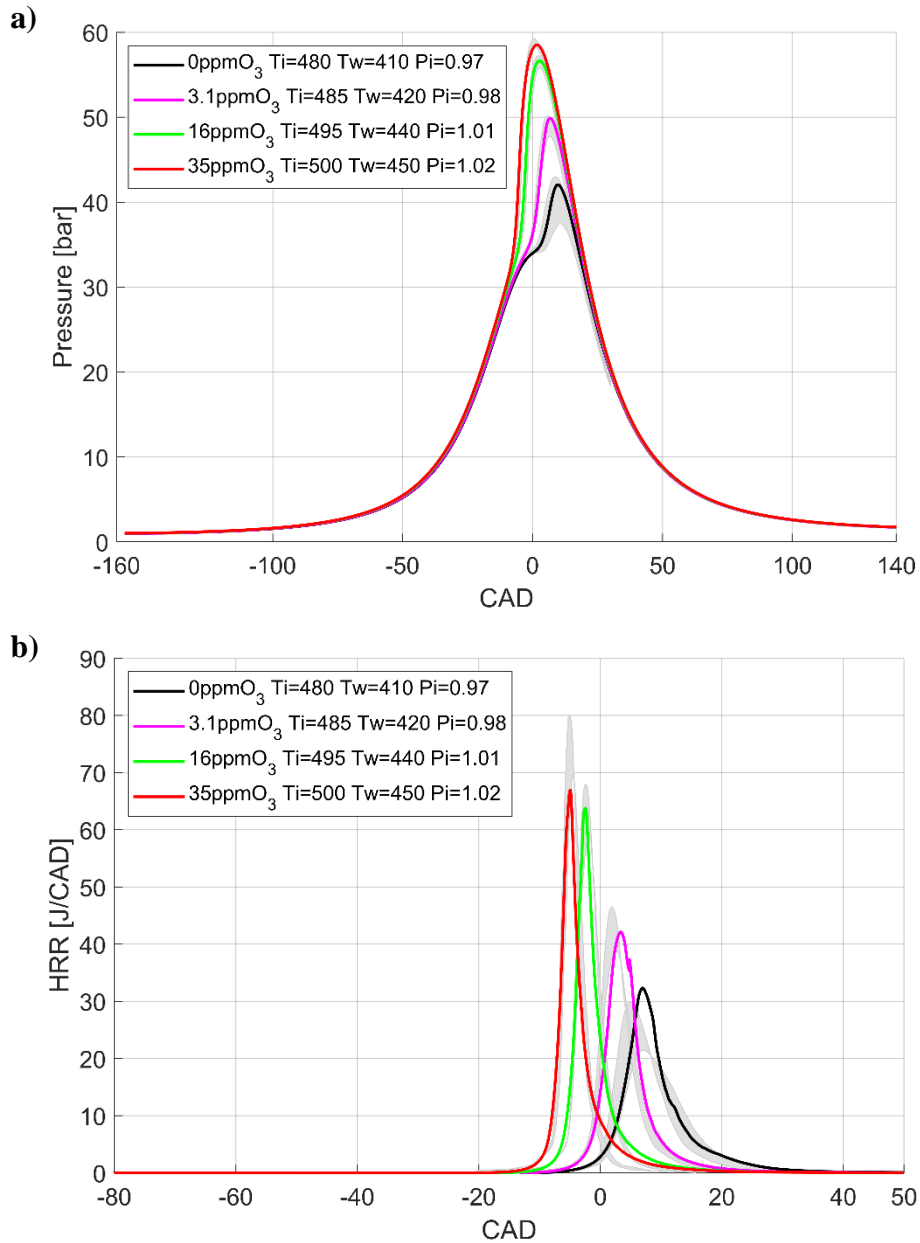 a)
60
50
40
30
20
10
0
Pressure [bar]
0ppmO3 Ti=480 Tw=410 Pi=0.97
3.1ppmO3 Ti=485 Tw=420 Pi=0.98
16ppmO3 Ti=495 Tw=440 Pi=1.01
35ppmO3 Ti=500 Tw=450 Pi=1.02
-160 -100 -50 0 50 100 140
CAD
b)
90
80
70
60
50
40
30
20
10
0
HRR [J/CAD]
0ppmO3 Ti=480 Tw=410 Pi=0.97
3.1ppmO3 Ti=485 Tw=420 Pi=0.98
16ppmO3 Ti=495 Tw=440 Pi=1.01
35ppmO3 Ti=500 Tw=450 Pi=1.02
-80 -60 -40 -20 0 20 40 50
CAD